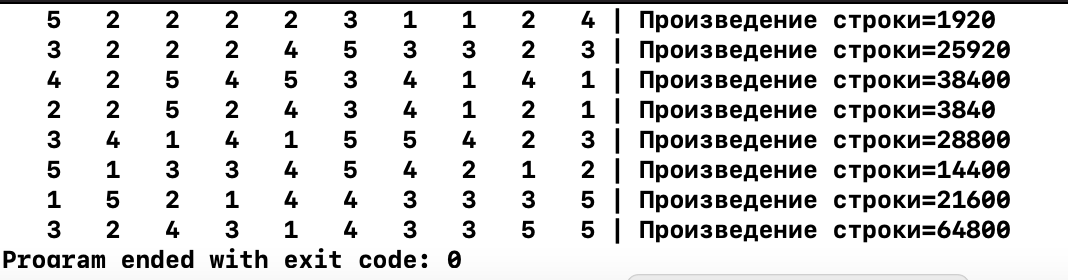 5 2 2 2 2 3 1 1 2 4 | Произведение строки=1920
3 2 2 2 4 5 3 3 2 3 | Произведение строки=25920
4 2 5 4 5 3 4 1 4 1 | Произведение строки=38400
2 2 5 2 4 3 4 1 2 1 | Произведение строки=3840
3 4 1 4 1 5 5 4 2 3 | Произведение строки=28800
5 1 3 3 4 5 4 2 1 2 | Произведение строки=14400
1 5 2 1 4 4 3 3 3 5 | Произведение строки=21600
3 2 4 3 1 4 3 3 5 5 | Произведение строки=64800
Program ended with exit code: 0